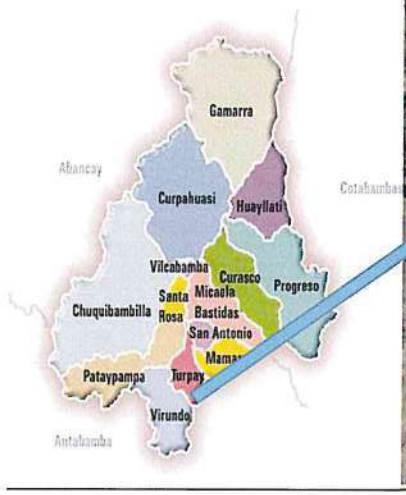 Gamarra
Abancay
Curpahuasi
Huayllati
Cotabambas
Vilcabamba
Curasco
Progreso
Santa
Rosa
Micaela
Bastidas
Chuquibambilla
San Antonio
Mamar
Pataypampa
Turpay
Virundo
Antabamba